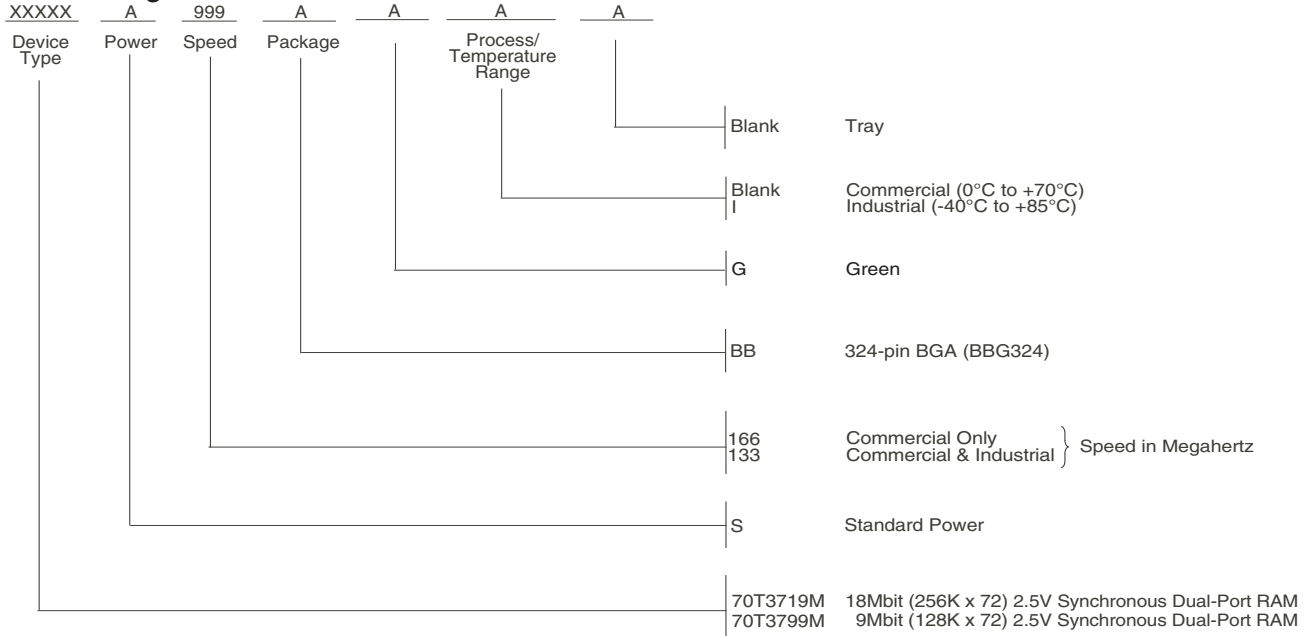 XXXXX A 999 A A A A
Device Type Power Speed Package Process/ Temperature Range
Blank Tray
Blank Commercial (0°C to +70°C)
I Industrial (-40°C to +85°C)
G Green
BB 324-pin BGA (BBG324)
166 Commercial Only
133 Commercial & Industrial
Speed in Megahertz
S Standard Power
70T3719M 18Mbit (256K x 72) 2.5V Synchronous Dual-Port RAM
70T3799M 9Mbit (128K x 72) 2.5V Synchronous Dual-Port RAM